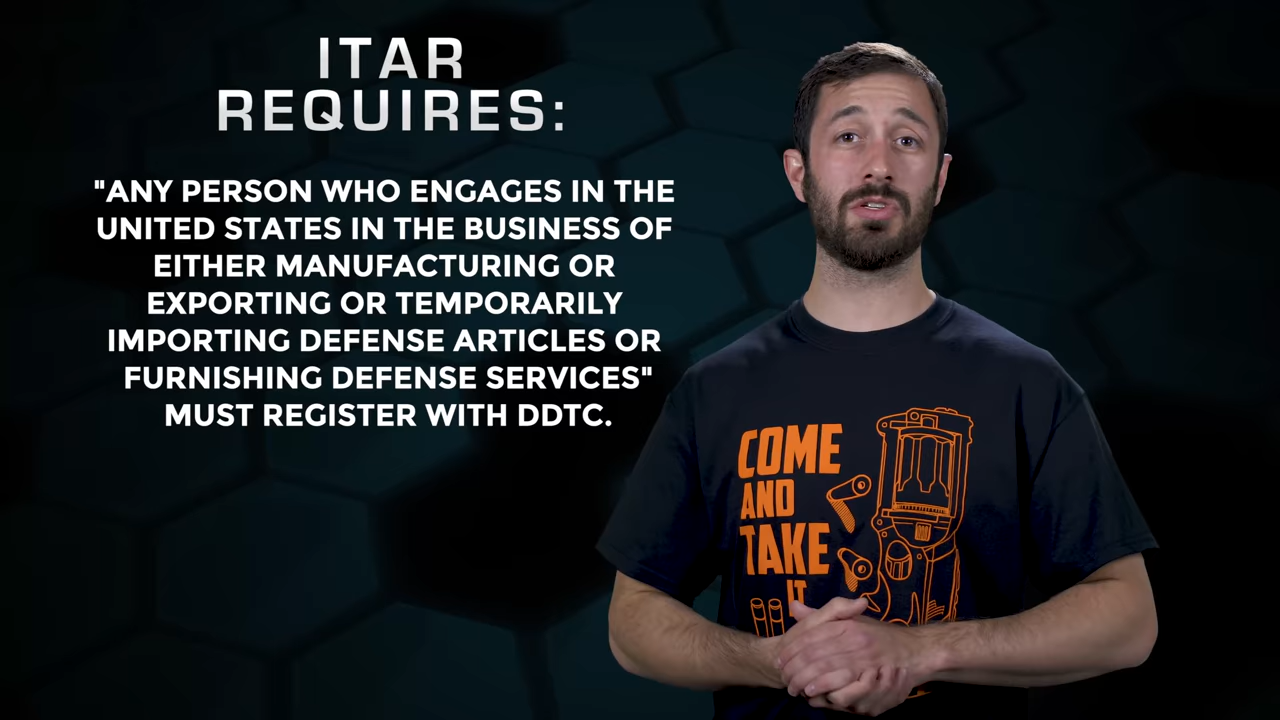 ITAR
REQUIRES:
"ANY PERSON WHO ENGAGES IN THE
UNITED STATES IN THE BUSINESS OF
EITHER MANUFACTURING OR
EXPORTING OR TEMPORARILY
IMPORTING DEFENSE ARTICLES OR
FURNISHING DEFENSE SERVICES"
MUST REGISTER WITH DDTC.
COME
AND
TAKE
IT